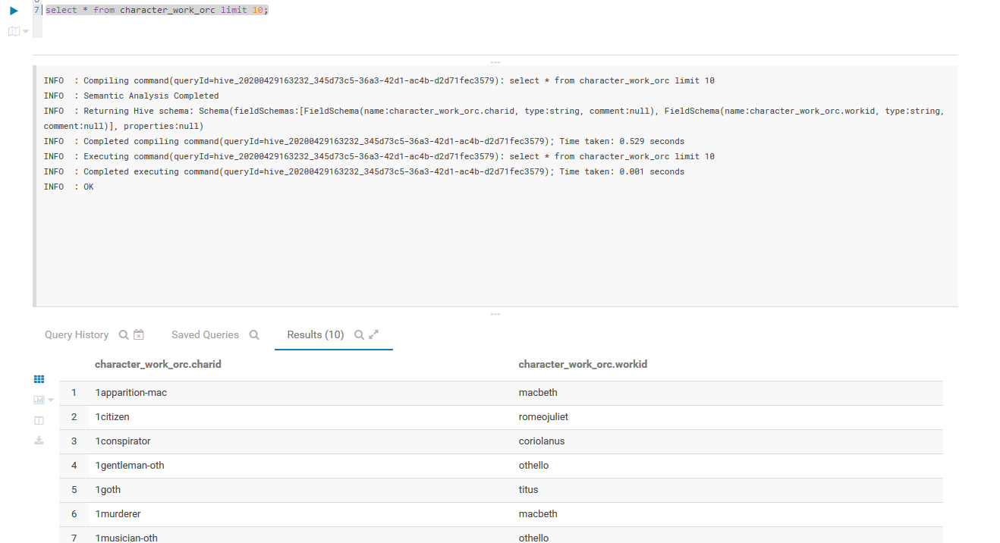 7 select * from character_work_orc limit 10;
INFO : Compiling command(queryId=hive_20200429163232_345d73c5-36a3-42d1-ac4b-d2d71fec3579): select * from character_work_orc limit 10
INFO : Semantic Analysis Completed
INFO : Returning Hive schema: Schema(fieldSchemas:[FieldSchema(name:character_work_orc.charid, type:string, comment:null), FieldSchema(name:character_work_orc.workid, type:string,
comment:null)], properties:null)
INFO : Completed compiling command(queryId=hive_20200429163232_345d73c5-36a3-42d1-ac4b-d2d71fec3579); Time taken: 0.529 seconds
INFO : Executing command(queryId=hive_20200429163232_345d73c5-36a3-42d1-ac4b-d2d71fec3579): select * from character_work_orc limit 10
INFO : Completed executing command(queryId=hive_20200429163232_345d73c5-36a3-42d1-ac4b-d2d71fec3579); Time taken: 0.001 seconds
INFO : OK
Query History Saved Queries Results (10)
character_work_orc.charid character_work_orc.workid
1 1apparition-mac macbeth
2 1citizen romeojuliet
3 1conspirator coriolanus
4 1gentleman-oth othello
5 1goth titus
6 1murderer macbeth
7 1musician-oth othello